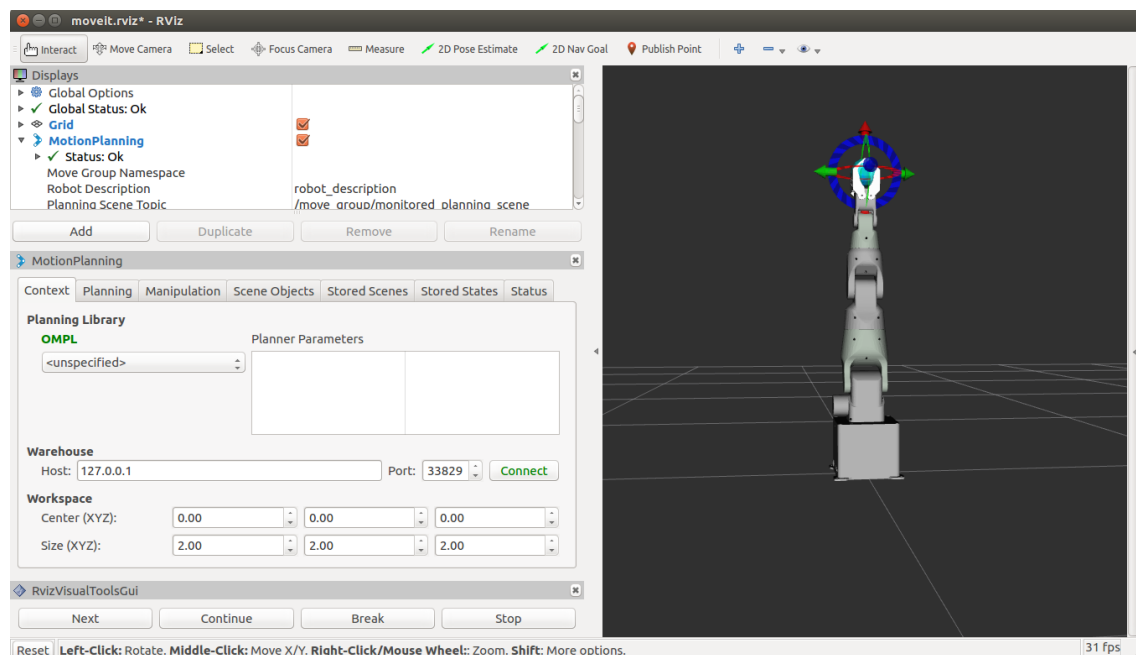 moveit.rviz* - RViz
Interact Move Camera Select Focus Camera Measure 2D Pose Estimate 2D Nav Goal Publish Point
Displays
Global Options
Global Status: Ok
Grid
MotionPlanning
Status: Ok
Move Group Namespace
Robot Description robot_description
Planning Scene Topic /move_group/monitored_planning_scene
Add Duplicate Remove Rename
MotionPlanning
Context Planning Manipulation Scene Objects Stored Scenes Stored States Status
Planning Library
OMPL Planner Parameters
<unspecified>
Warehouse
Host: 127.0.0.1 Port: 33829 Connect
Workspace
Center (XYZ): 0.00 0.00 0.00
Size (XYZ): 2.00 2.00 2.00
RvizVisualToolsGui
Next Continue Break Stop
Reset Left-Click: Rotate. Middle-Click: Move X/Y. Right-Click/Mouse Wheel:: Zoom. Shift: More options. 31 fps